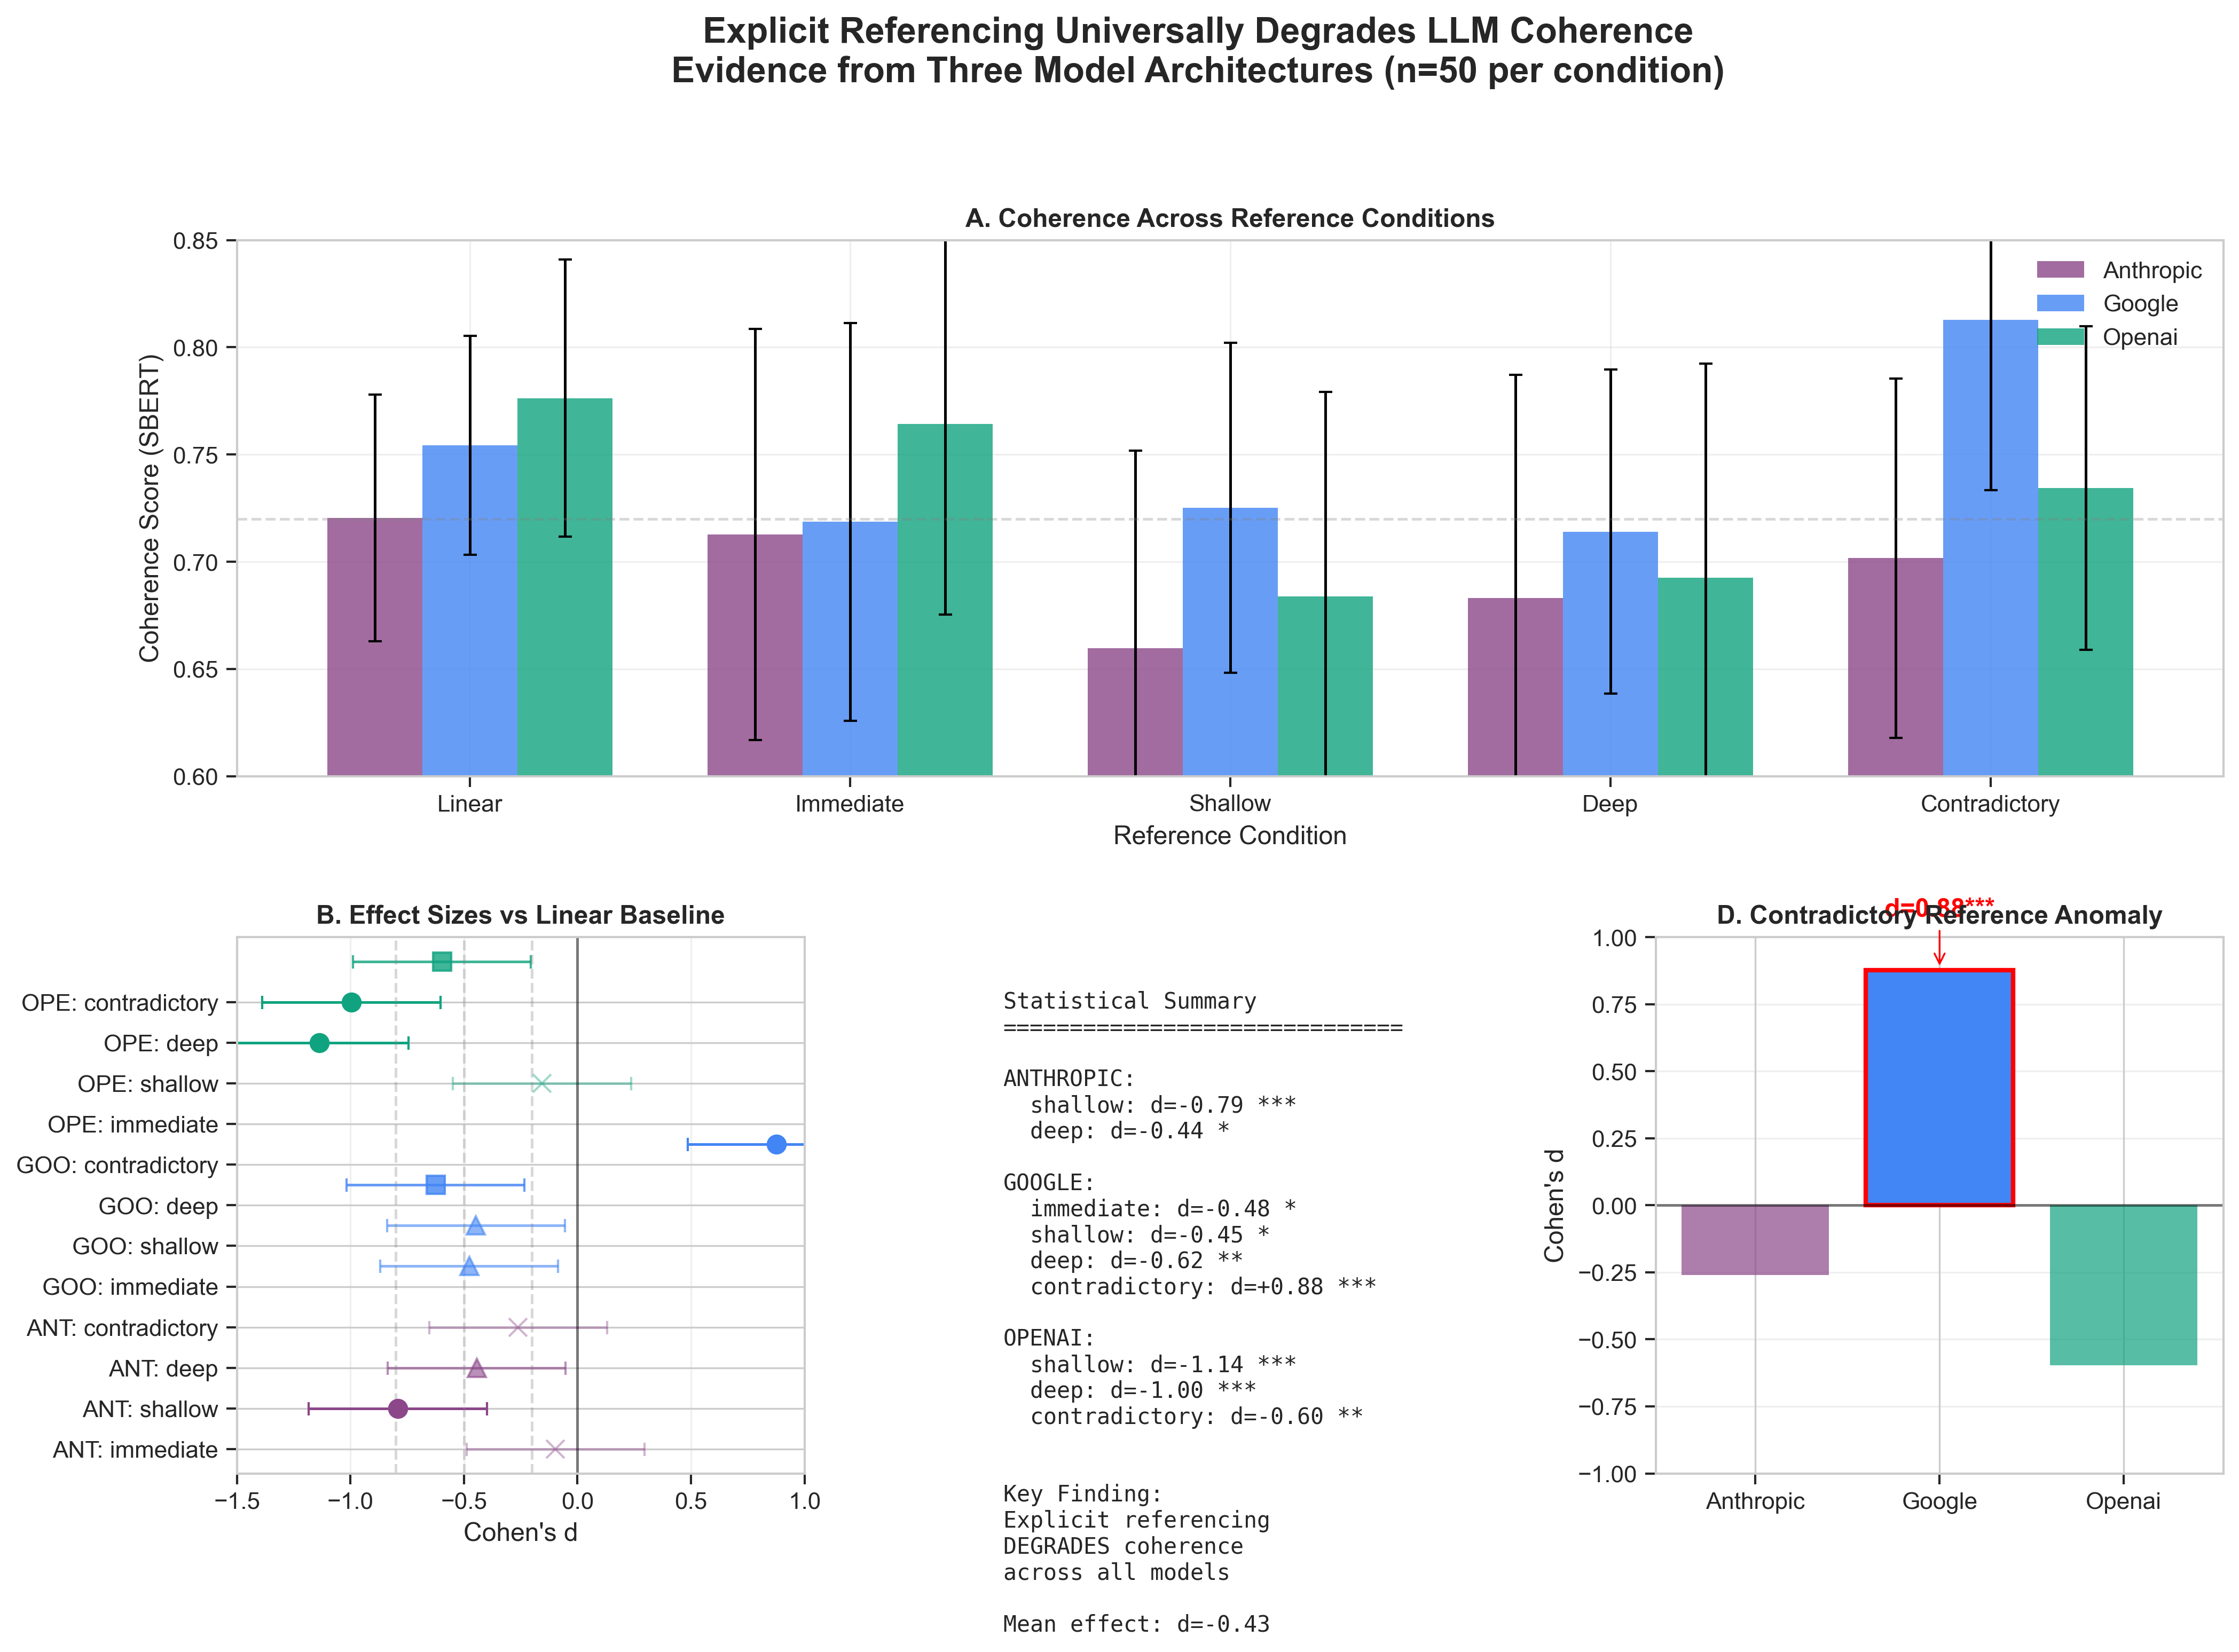 Explicit Referencing Universally Degrades LLM Coherence
Evidence from Three Model Architectures (n=50 per condition)
A. Coherence Across Reference Conditions
Coherence Score (SBERT)
0.85
0.80
0.75
0.70
0.65
0.60
Anthropic
Google
Openai
Linear
Immediate
Shallow
Deep
Contradictory
Reference Condition
B. Effect Sizes vs Linear Baseline
OPE: contradictory
OPE: deep
OPE: shallow
OPE: immediate
GOO: contradictory
GOO: deep
GOO: shallow
GOO: immediate
ANT: contradictory
ANT: deep
ANT: shallow
ANT: immediate
−1.5
−1.0
−0.5
0.0
0.5
1.0
Cohen's d
Statistical Summary
==============================
ANTHROPIC:
shallow: d=-0.79 ***
deep: d=-0.44 *
GOOGLE:
immediate: d=-0.48 *
shallow: d=-0.45 *
deep: d=-0.62 **
contradictory: d=+0.88 ***
OPENAI:
shallow: d=-1.14 ***
deep: d=-1.00 ***
contradictory: d=-0.60 **
Key Finding:
Explicit referencing
DEGRADES coherence
across all models
Mean effect: d=-0.43
d=0.88***
D. Contradictory Reference Anomaly
Cohen's d
1.00
0.75
0.50
0.25
0.00
−0.25
−0.50
−0.75
−1.00
Anthropic
Google
Openai